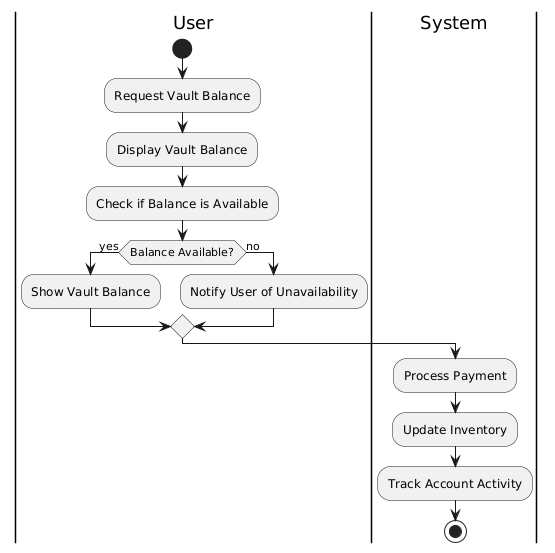 User
System
Request Vault Balance
Display Vault Balance
Check if Balance is Available
yes
Balance Available?
no
Show Vault Balance
Notify User of Unavailability
Process Payment
Update Inventory
Track Account Activity